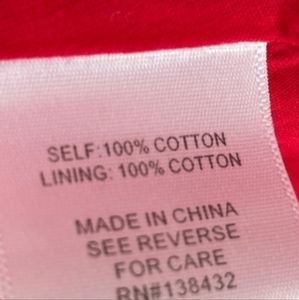 SELF:100% COTTON
LINING: 100% COTTON
MADE IN CHINA
SEE REVERSE
FOR CARE
RN#138432